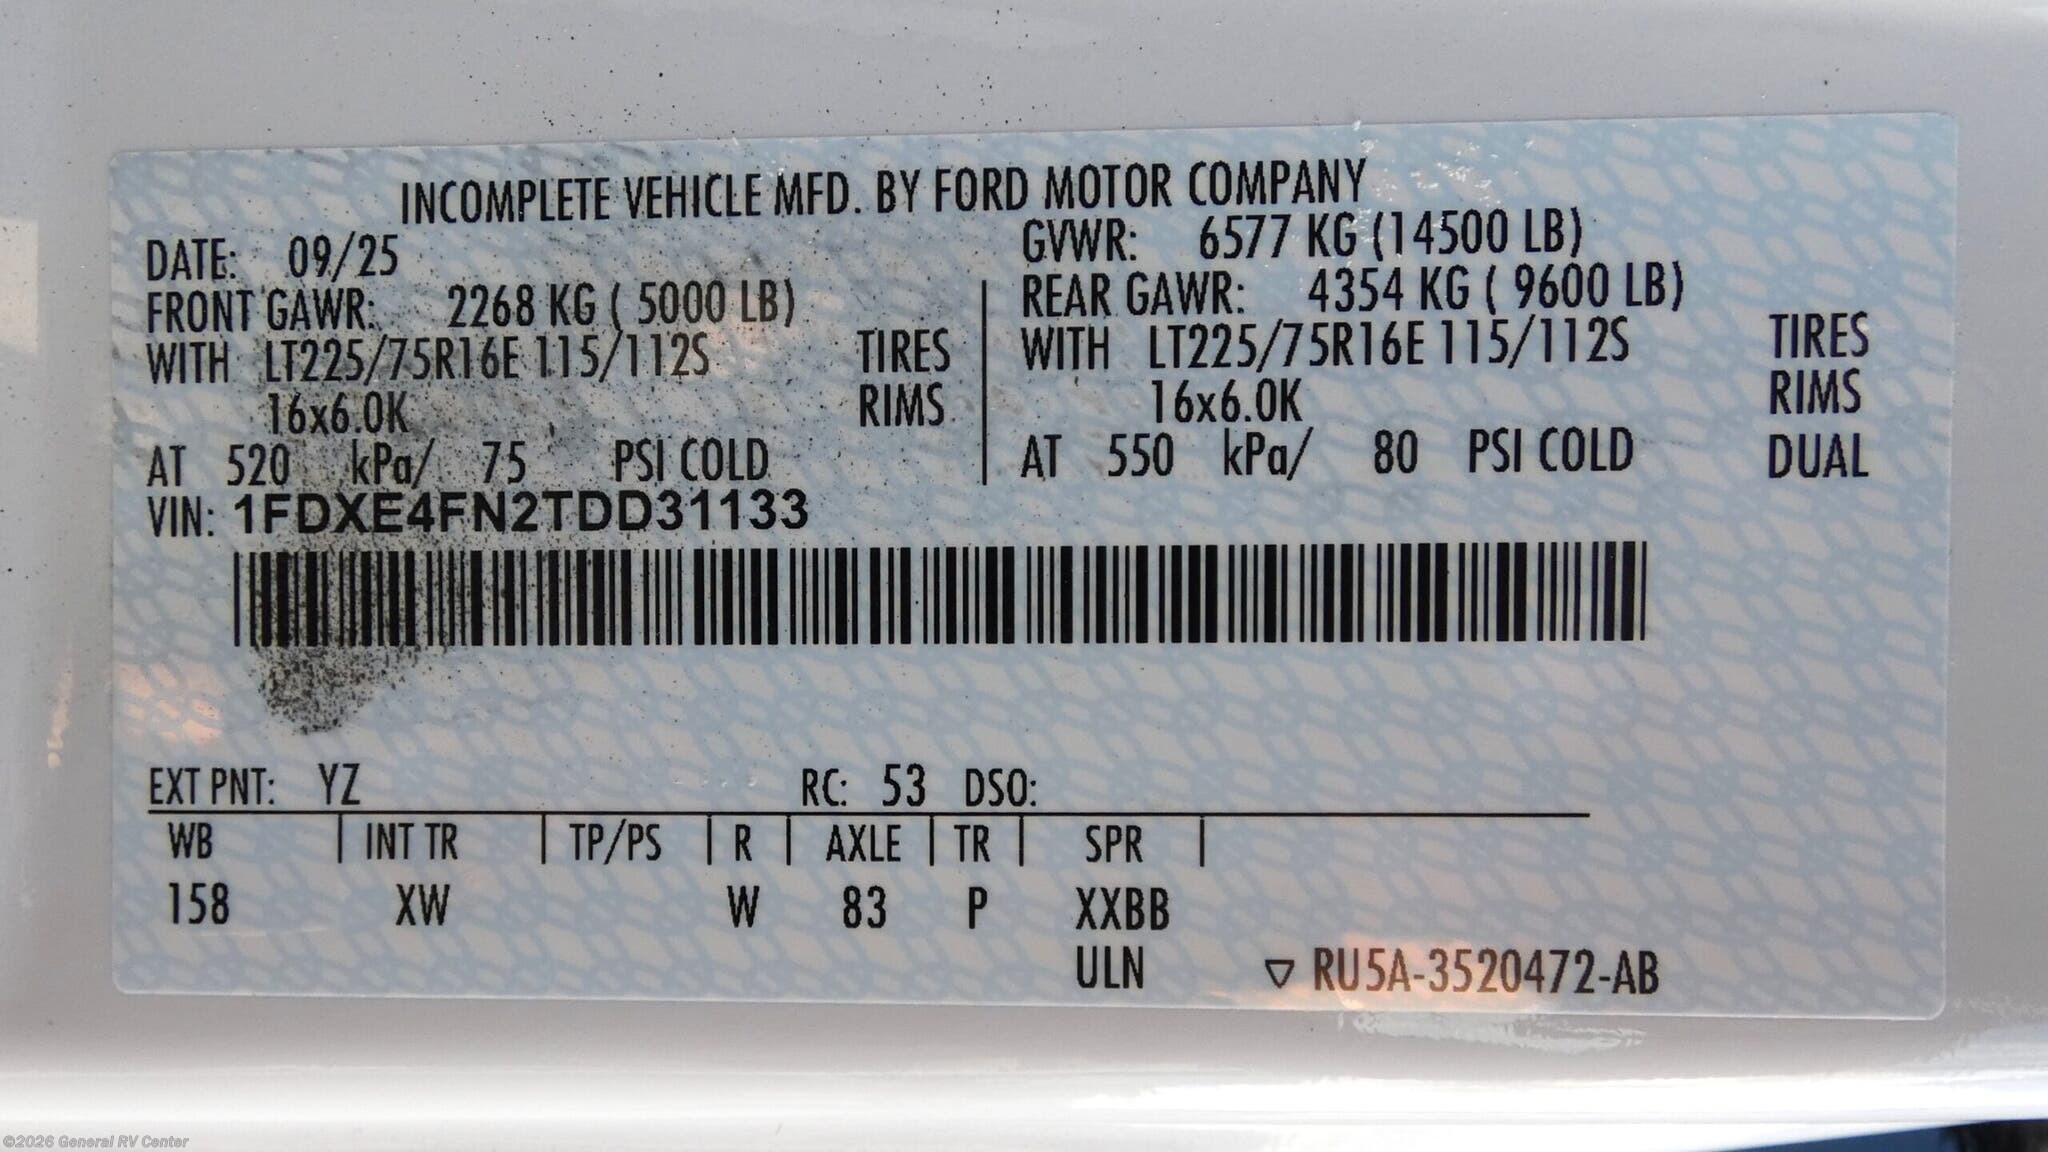 INCOMPLETE VEHICLE MFD. BY FORD MOTOR COMPANY
DATE: 09/25 GVWR: 6577 KG (14500 LB)
FRONT GAWR: 2268 KG ( 5000 LB) REAR GAWR: 4354 KG ( 9600 LB)
WITH LT225/75R16E 115/112S TIRES WITH LT225/75R16E 115/112S TIRES
16x6.0K RIMS 16x6.0K RIMS
AT 520 kPa/ 75 PSI COLD AT 550 kPa/ 80 PSI COLD DUAL
VIN: 1FDXE4FN2TDD31133
EXT PNT: YZ RC: 53 DSO:
WB INT TR TP/PS R AXLE TR SPR
158 XW W 83 P XXBB
ULN RU5A-3520472-AB
©2026 General RV Center